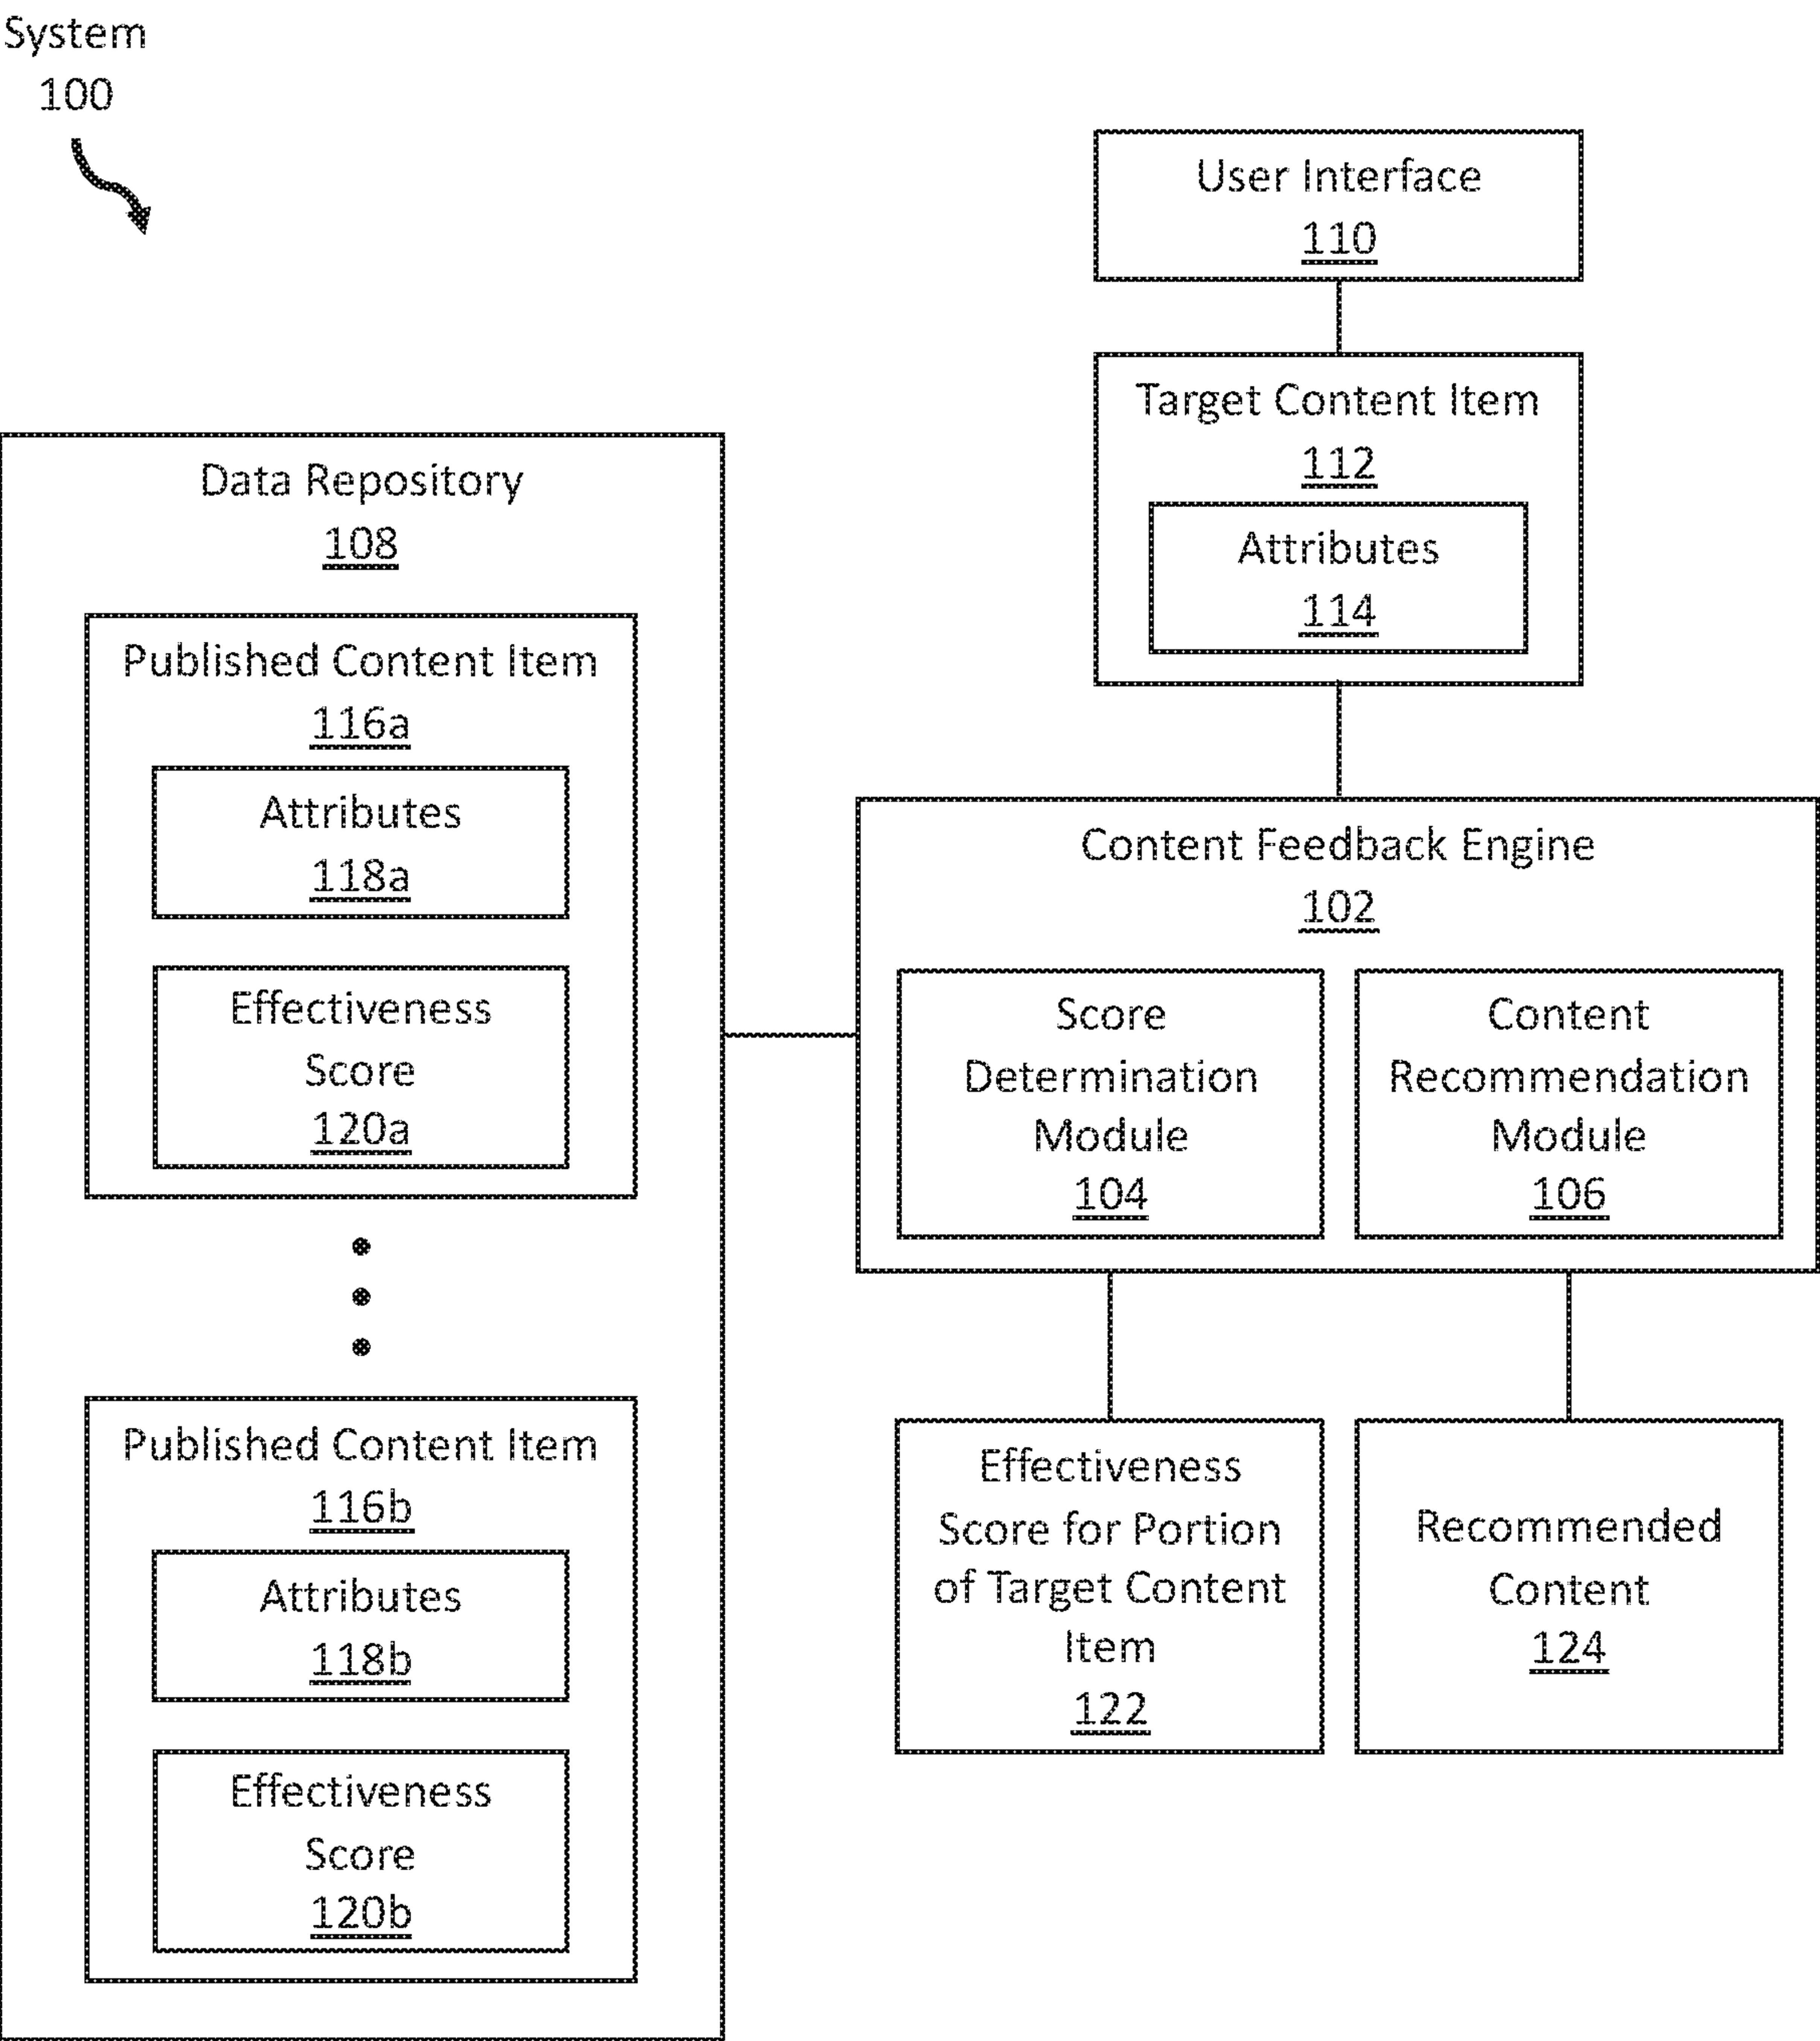 System
100
User Interface
110
Target Content Item
112
Attributes
114
Data Repository
108
Published Content Item
116a
Attributes
118a
Effectiveness
Score
120a
Published Content Item
116b
Attributes
118b
Effectiveness
Score
120b
Content Feedback Engine
102
Score
Determination
Module
104
Content
Recommendation
Module
106
Effectiveness
Score for Portion
of Target Content
Item
122
Recommended
Content
124